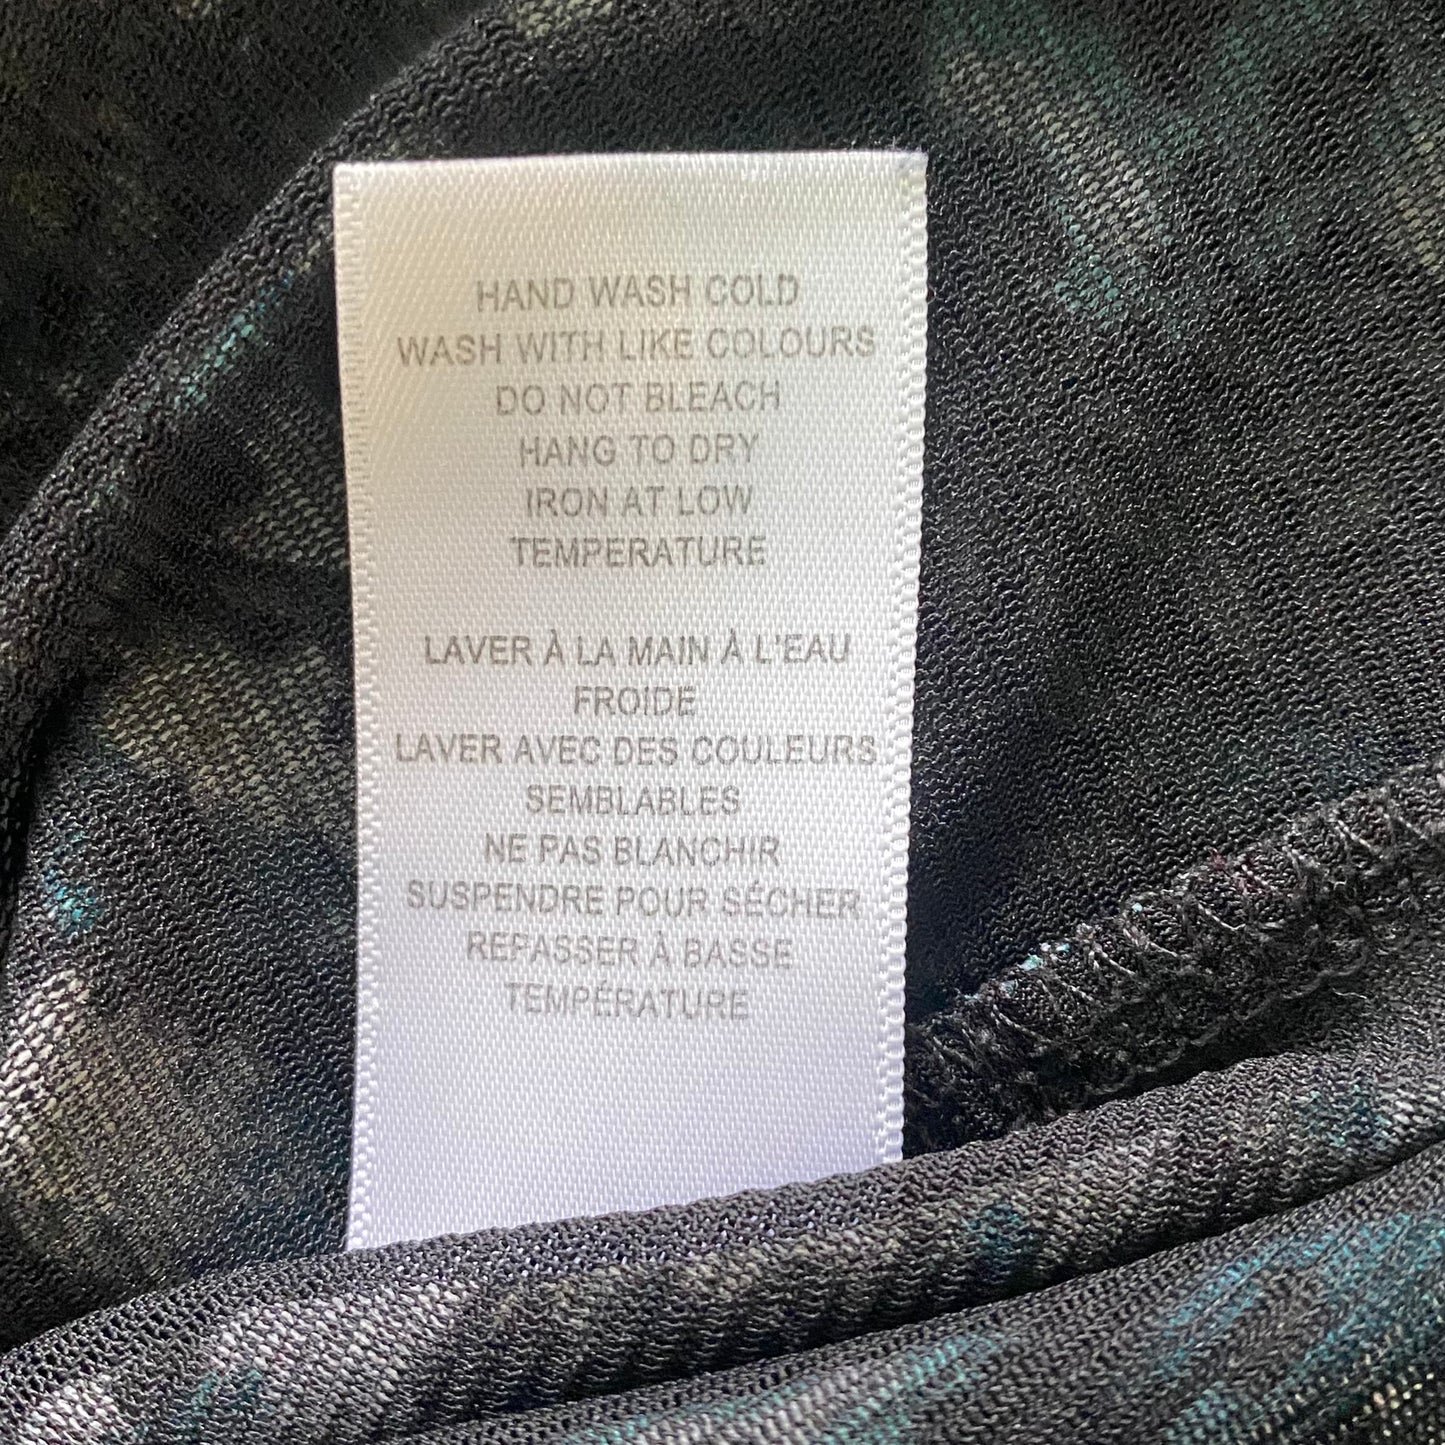 HAND WASH COLD
WASH WITH LIKE COLOURS
DO NOT BLEACH
HANG TO DRY
IRON AT LOW
TEMPERATURE
LAVER À LA MAIN À L'EAU
FROIDE
LAVER AVEC DES COULEURS
SEMBLABLES
NE PAS BLANCHIR
SUSPENDRE POUR SÉCHER
REPASSER À BASSE
TEMPÉRATURE